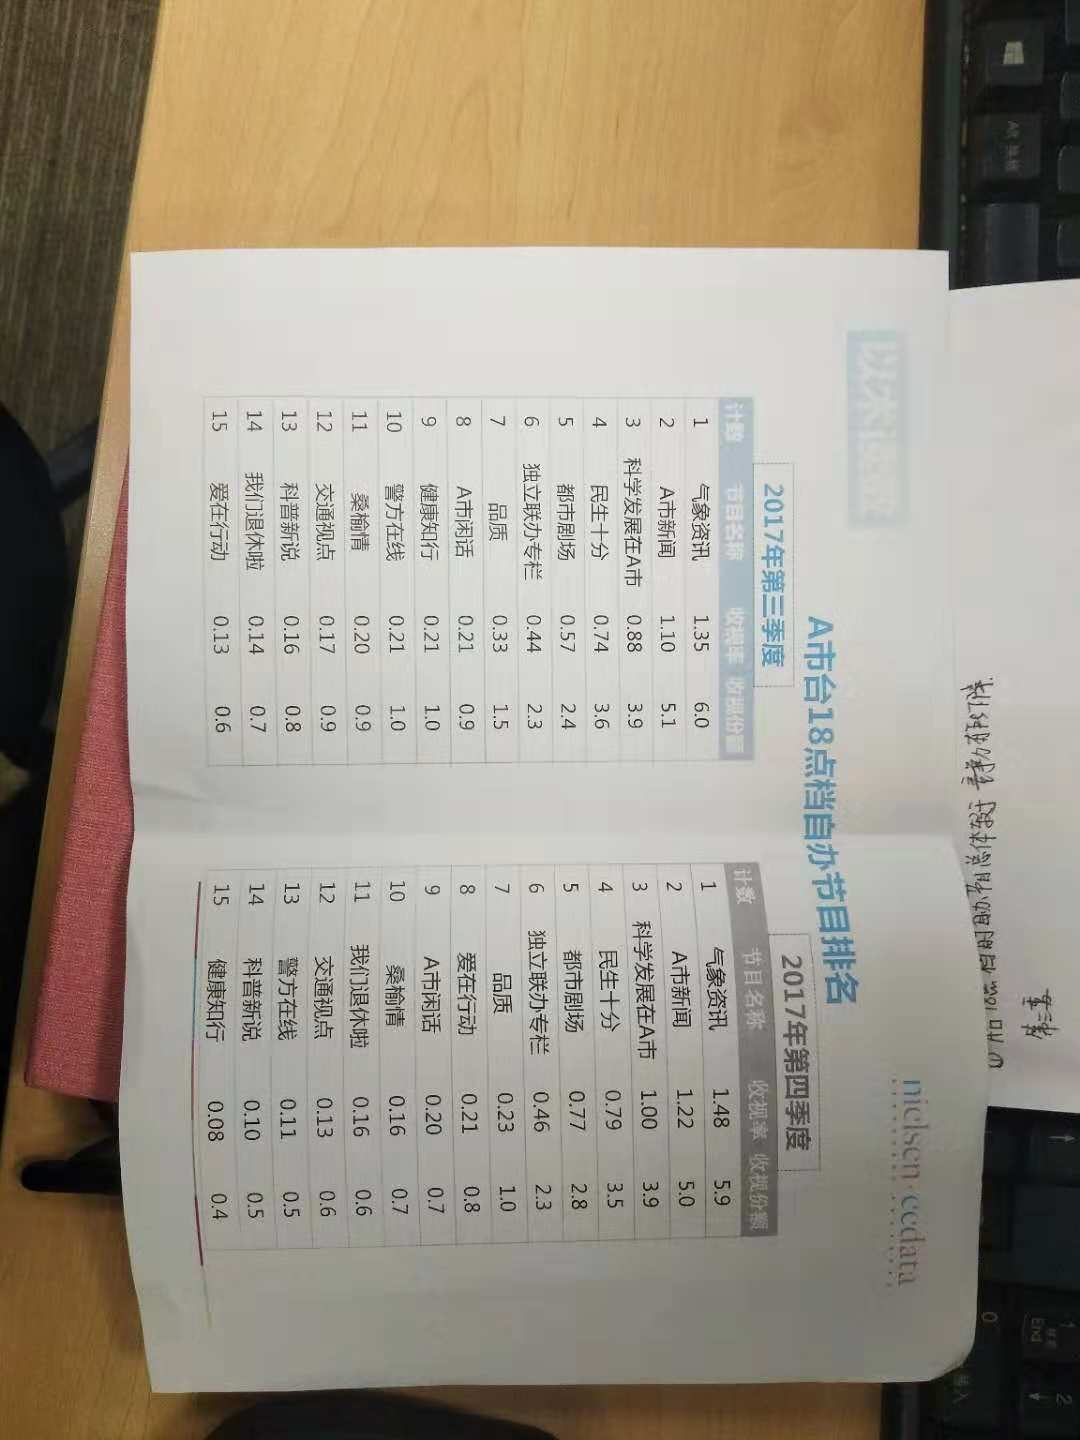 Alt 换档
End
2
0
第三季
以术读数
nielsen·ccdata
A市台18点档自办节目排名
2017年第三季度
计数 节目名称 收视率 收视份额
1 气象资讯 1.35 6.0
2 A市新闻 1.10 5.1
3 科学发展在A市 0.88 3.9
4 民生十分 0.74 3.6
5 都市剧场 0.57 2.4
6 独立联办专栏 0.44 2.3
7 品质 0.33 1.5
8 A市闲话 0.21 0.9
9 健康知行 0.21 1.0
10 警方在线 0.21 1.0
11 桑榆情 0.20 0.9
12 交通视点 0.17 0.9
13 科普新说 0.16 0.8
14 我们退休啦 0.14 0.7
15 爱在行动 0.13 0.6
2017年第四季度
计数 节目名称 收视率 收视份额
1 气象资讯 1.48 5.9
2 A市新闻 1.22 5.0
3 科学发展在A市 1.00 3.9
4 民生十分 0.79 3.5
5 都市剧场 0.77 2.8
6 独立联办专栏 0.46 2.3
7 品质 0.23 1.0
8 爱在行动 0.21 0.8
9 A市闲话 0.20 0.7
10 桑榆情 0.16 0.7
11 我们退休啦 0.16 0.6
12 交通视点 0.13 0.6
13 警方在线 0.11 0.5
14 科普新说 0.10 0.5
15 健康知行 0.08 0.4